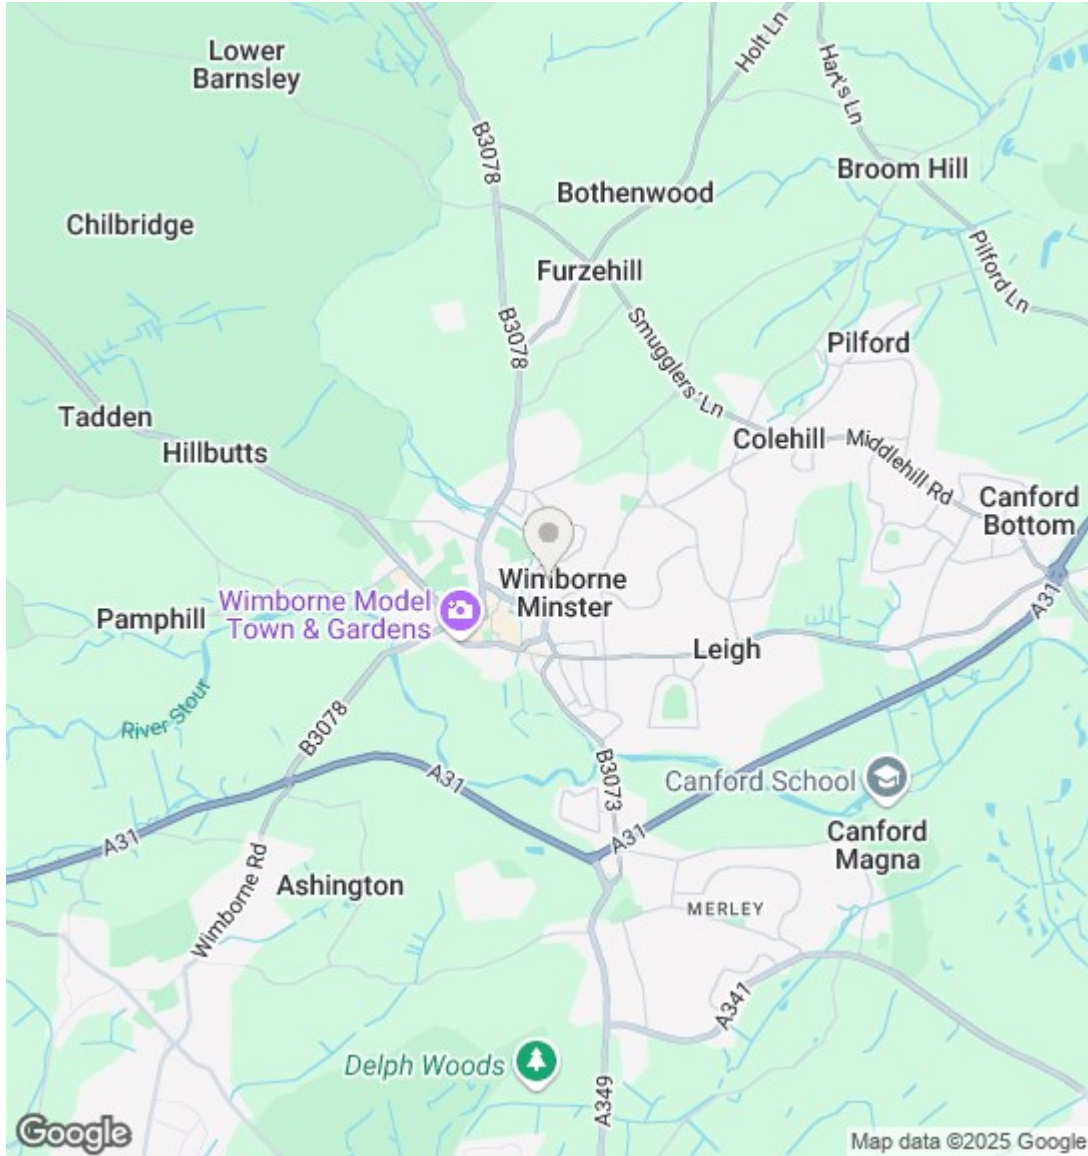 Lower
Barnsley
Holt Ln
Hart's Ln
B3078
Broom Hill
Bothenwood
Chilbridge
Furzehill
Pilford Ln
B3078
Smugglers' Ln
Pilford
Tadden
Hillbutts
Colehill
Middlehill Rd
Canford
Bottom
Wimborne
Minster
Wimborne Model
Town & Gardens
Pamphill
A31
Leigh
River Stour
B3078
B3073
Canford School
A31
A31
A31
Canford
Magna
Wimborne Rd
Ashington
MERLEY
A341
Delph Woods
A349
Google
Map data ©2025 Google